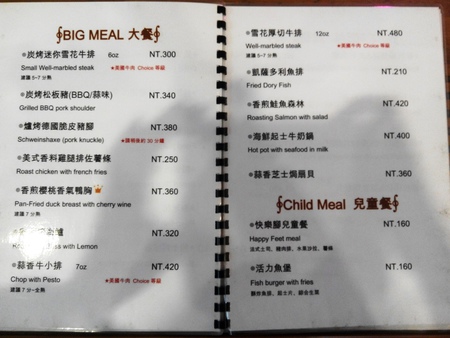 BIG MEAL 大餐
炭烤迷你雪花牛排 6oz NT.300
Small Well-marbled steak ★美國牛肉 Choice 等級
建議 5~7 分熟
炭烤松板豬(BBQ/蒜味) NT.340
Grilled BBQ pork shoulder
爐烤德國脆皮豬腳 NT.380
Schweinshaxe (pork knuckle)
美式香料雞腿排佐薯條 NT.250
Roast chicken with french fries
香煎櫻桃香氣鴨胸 NT.360
Pan-Fried duck breast with cherry wine
建議 7 分熟
NT.320
with Lemon
蒜香牛小排 7oz NT.420
Chop with Pesto ★美國牛肉 Choice 等級
建議 7 分~全熟
雪花厚切牛排 12oz NT.480
Well-marbled steak ★美國牛肉 Choice 等級
建議 5~7 分熟
凱薩多利魚排 NT.210
Fried Dory Fish
香煎鮭魚森林 NT.420
Roasting Salmon with salad
海鮮起士牛奶鍋 NT.400
Hot pot with seafood in milk
蒜香芝士焗扇貝 NT.360
Child Meal 兒童餐
快樂腳兒童餐 NT.160
Happy Feet meal
活力魚堡 NT.160
Fish burger with fries